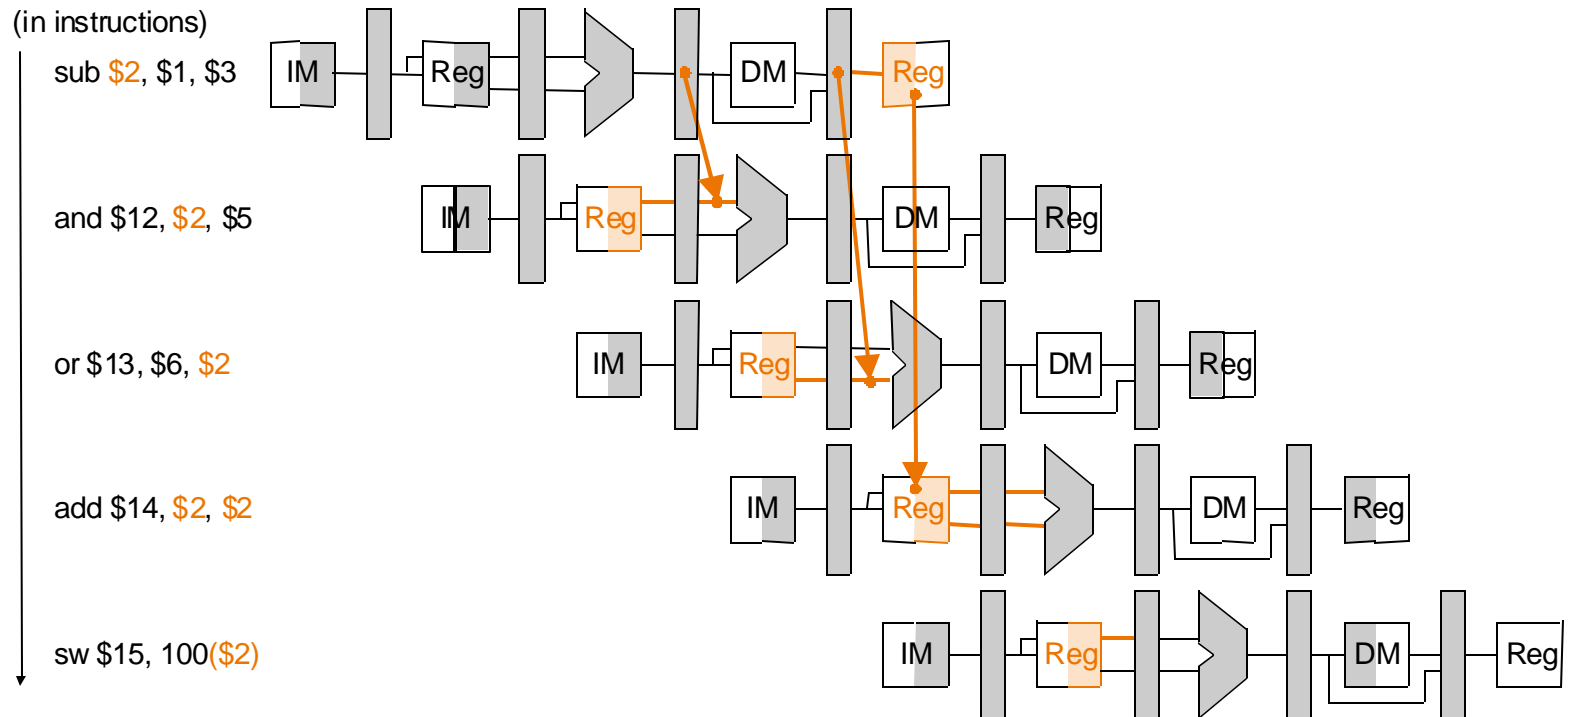 (in instructions)
sub $2, $1, $3 IM Reg DM Reg
and $12, $2, $5 IM Reg DM Reg
or $13, $6, $2 IM Reg DM Reg
add $14, $2, $2 IM Reg DM Reg
sw $15, 100($2) IM Reg DM Reg